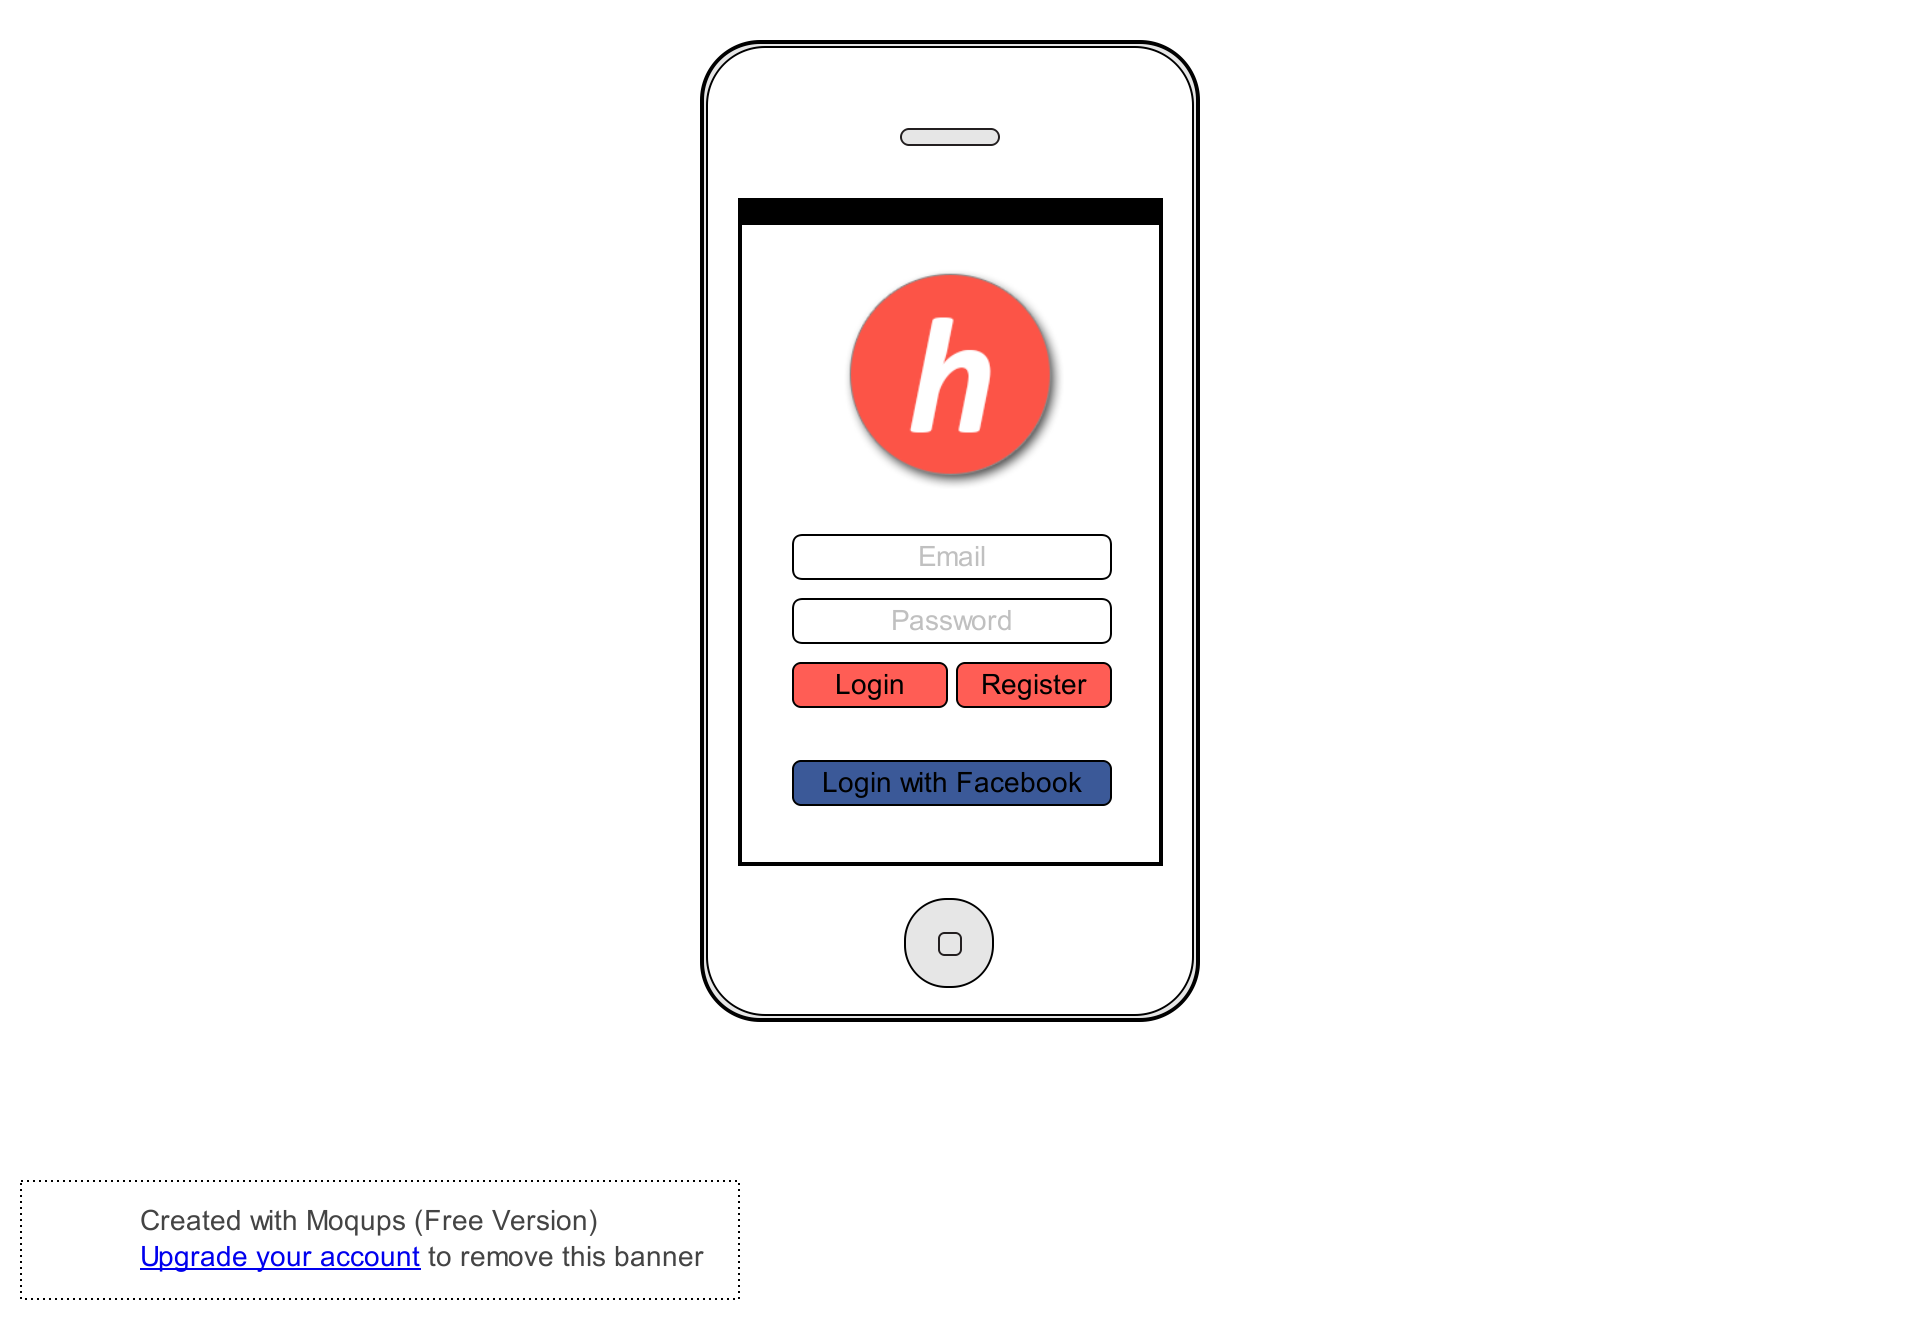 h
Email
Password
Login Register
Login with Facebook
Created with Moqups (Free Version)
Upgrade your account to remove this banner